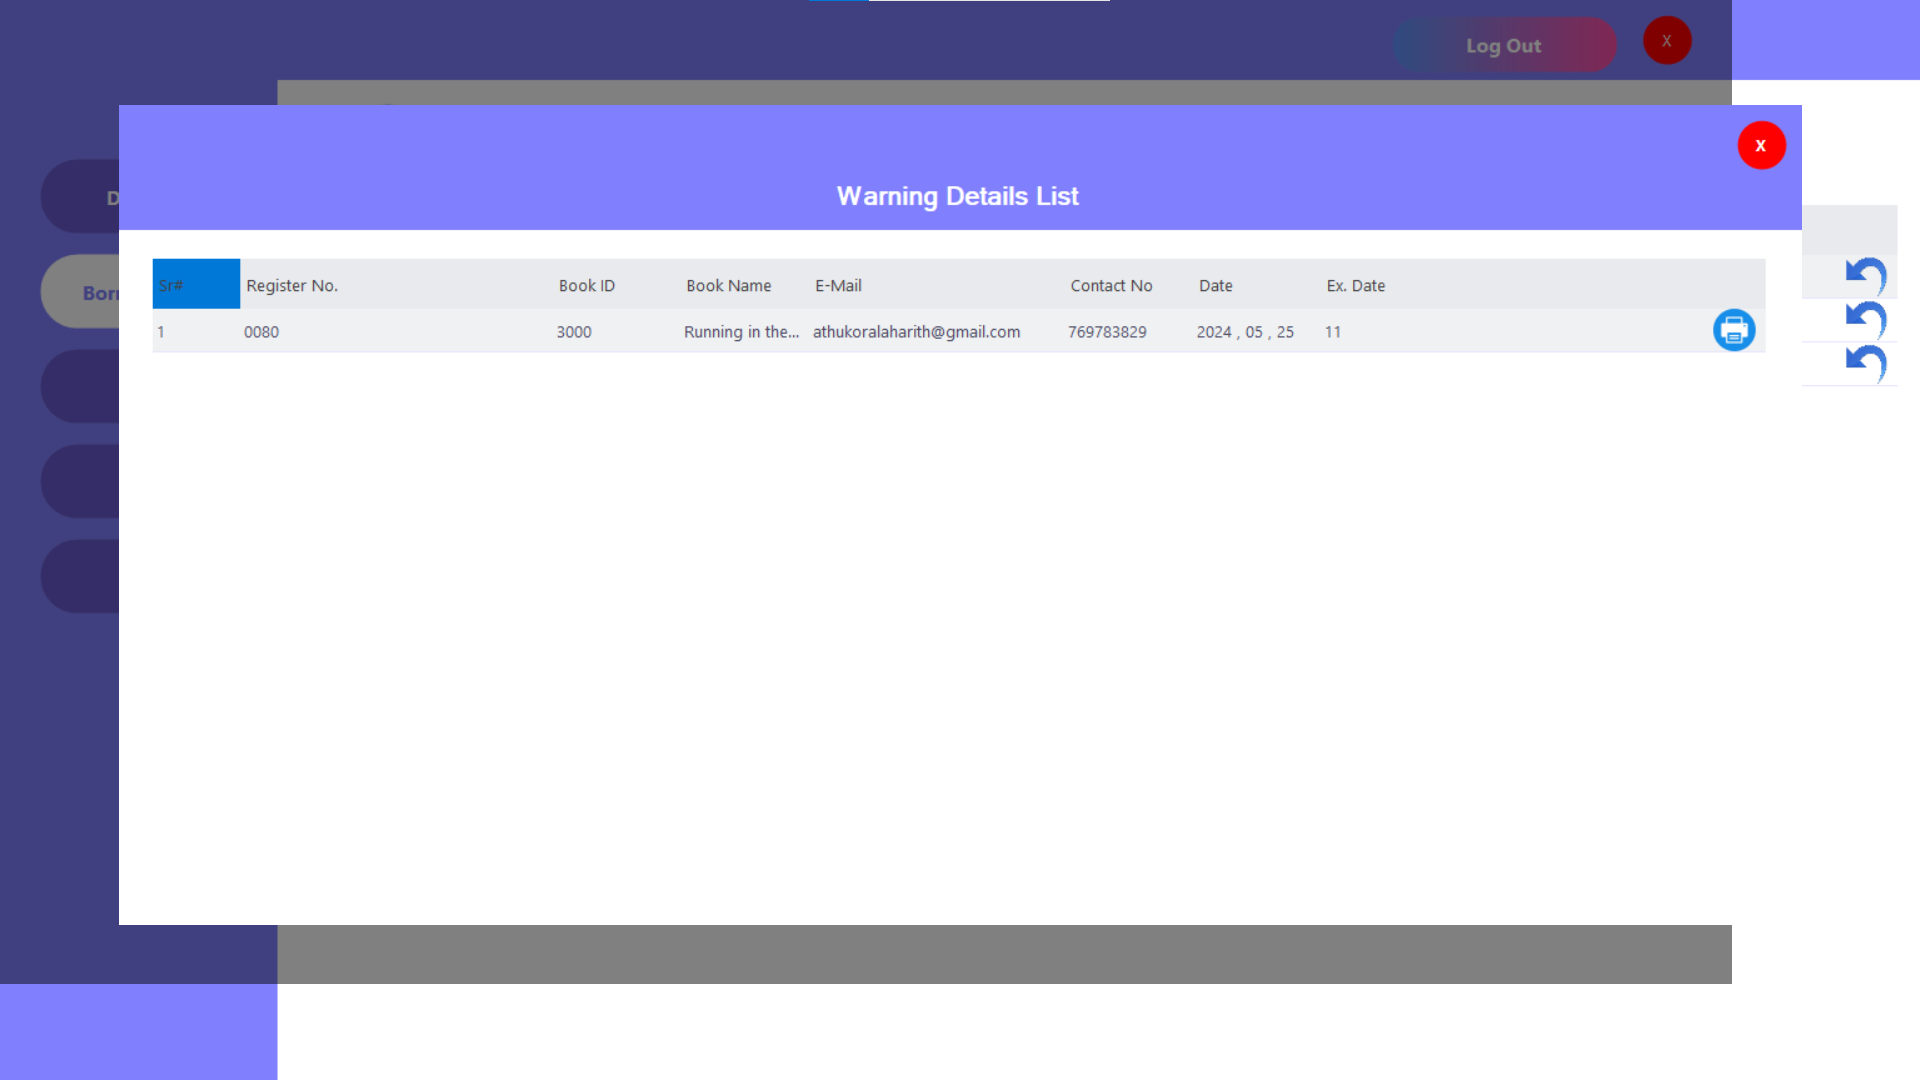 Log Out
X
X
D
Warning Details List
Borr
Sr# Register No. Book ID Book Name E-Mail Contact No Date Ex. Date
1 0080 3000 Running in the... athukoralaharith@gmail.com 769783829 2024 , 05 , 25 11